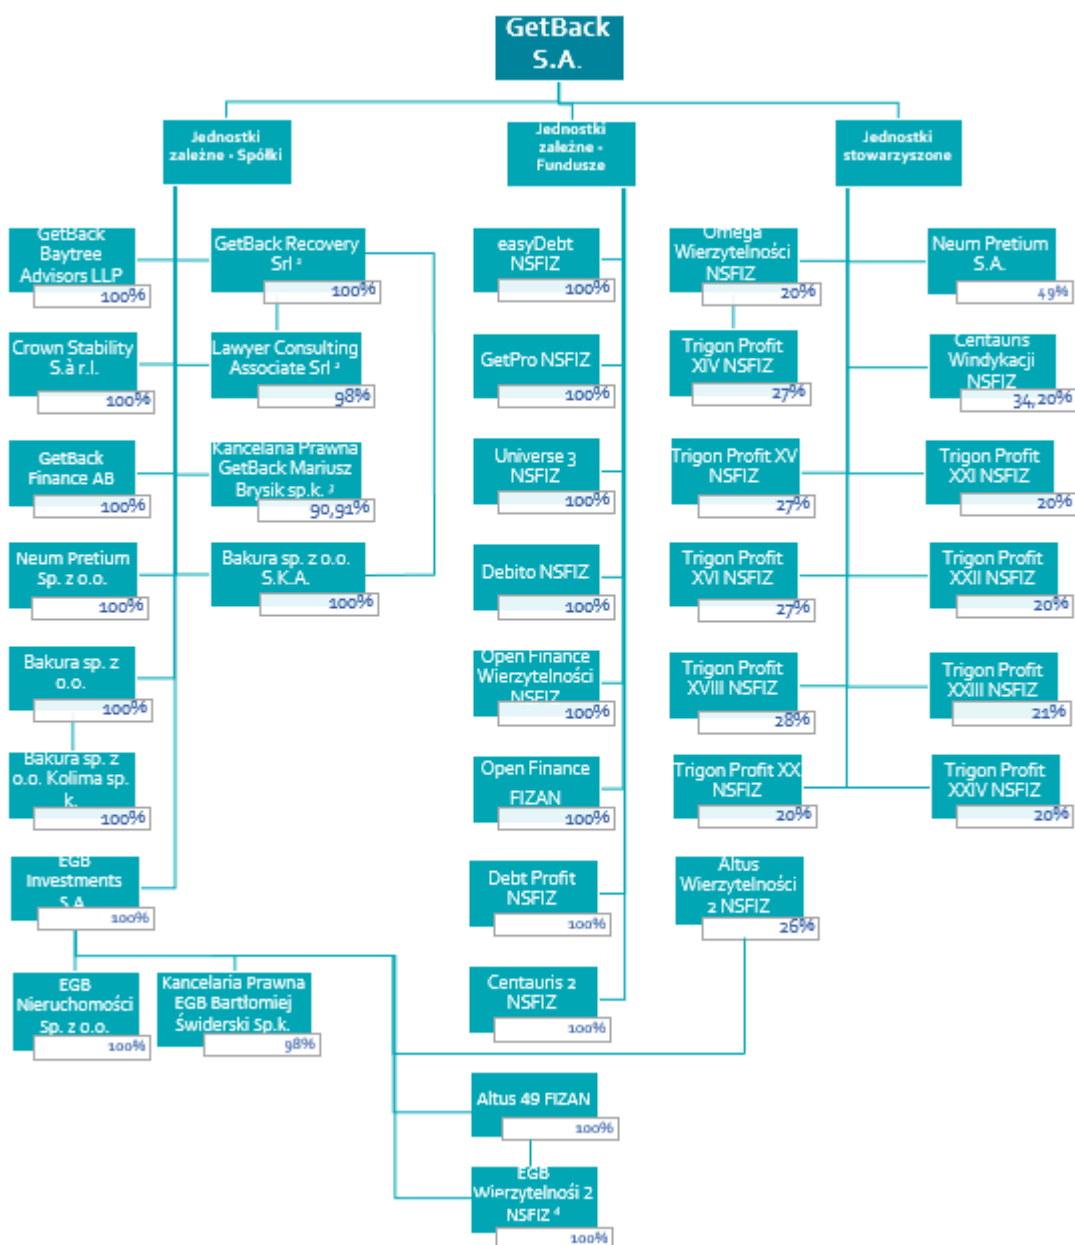 GetBack
S.A.
Jednostki
zależne - Spółki
Jednostki
zależne -
Fundusze
Jednostki
stowarzyszone
GetBack
Baytree
Advisors LLP
100%
GetBack Recovery
Srl ²
100%
easyDebt
NSFIZ
100%
Omega
Wierzytelności
NSFIZ
20%
Neum Pretium
S.A.
49%
Crown Stability
S.à r.l.
100%
Lawyer Consulting
Associate Srl ²
98%
GetPro NSFIZ
100%
Trigon Profit
XIV NSFIZ
27%
Centauris
Windykacji
NSFIZ
34,20%
GetBack
Finance AB
100%
Kancelaria Prawna
GetBack Mariusz
Brysik sp.k. ³
90,91%
Universe 3
NSFIZ
100%
Trigon Profit XV
NSFIZ
27%
Trigon Profit
XXI NSFIZ
20%
Neum Pretium
Sp. z o.o.
100%
Bakura sp. z o.o.
S.K.A.
100%
Debito NSFIZ
100%
Trigon Profit
XVI NSFIZ
27%
Trigon Profit
XXII NSFIZ
20%
Bakura sp. z
o.o.
100%
Open Finance
Wierzytelności
NSFIZ
100%
Trigon Profit
XVIII NSFIZ
28%
Trigon Profit
XXIII NSFIZ
21%
Bakura sp. z
o.o. Kolima sp.
k.
100%
Open Finance
FIZAN
100%
Trigon Profit XX
NSFIZ
20%
Trigon Profit
XXIV NSFIZ
20%
EGB
Investments
S.A.
100%
Debt Profit
NSFIZ
100%
Altus
Wierzytelności
2 NSFIZ
26%
EGB
Nieruchomości
Sp. z o.o.
100%
Kancelaria Prawna
EGB Bartłomiej
Świderski Sp.k.
98%
Centauris 2
NSFIZ
100%
Altus 49 FIZAN
100%
EGB
Wierzytelnośi 2
NSFIZ ⁴
100%